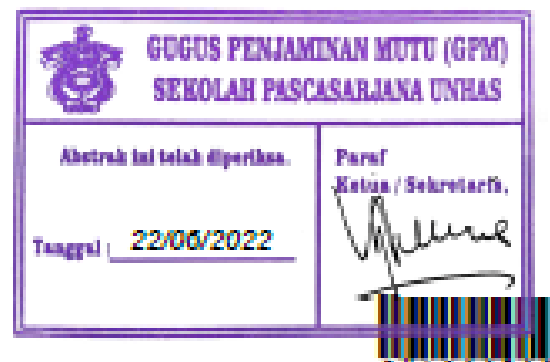 GUGUS PENJAMINAN MUTU (GPM)
SEKOLAH PASCASARJANA UNHAS
Abstrak ini telah diperiksa.
Paraf
Ketua / Sekretaris,
Tanggal : 22/06/2022